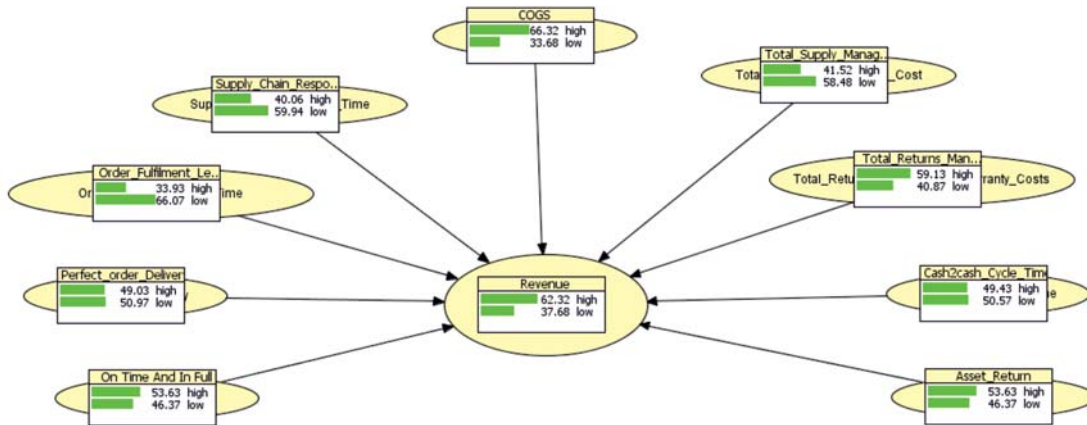 COGS
66.32 high
33.68 low
Total_Supply_Manag...
41.52 high
58.48 low
Tota
_Cost
Supply_Chain_Respo...
40.06 high
59.94 low
Sup
_Time
Order_Fulfilment_Le...
33.93 high
66.07 low
Or
Time
Total_Returns_Man...
59.13 high
40.87 low
Total_Retu
rranty_Costs
Perfect_order_Deliver
49.03 high
50.97 low
y
Revenue
62.32 high
37.68 low
Cash2cash_Cycle_Time
49.43 high
50.57 low
ne
On Time And In Full
53.63 high
46.37 low
Asset_Return
53.63 high
46.37 low